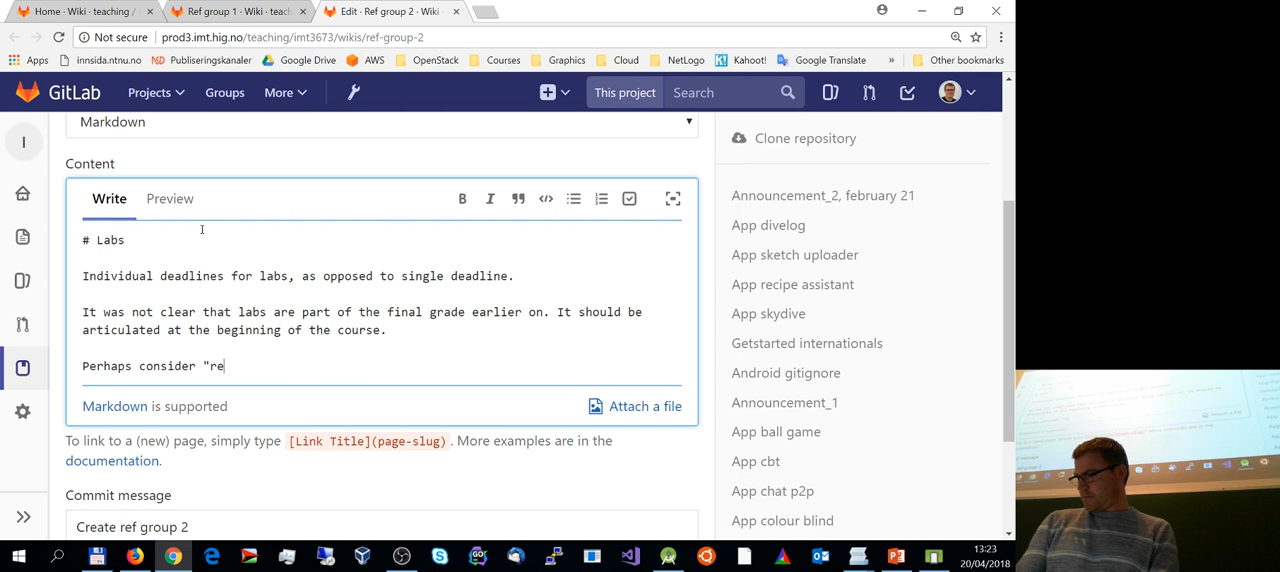 Home · Wiki · teaching /
Ref group 1 · Wiki · teach
Edit · Ref group 2 · Wiki ·
Not secure
prod3.imt.hig.no/teaching/imt3673/wikis/ref-group-2
Apps
innsida.ntnu.no
Publiseringskanaler
Google Drive
AWS
OpenStack
Courses
Graphics
Cloud
NetLogo
Kahoot!
Google Translate
»
Other bookmarks
GitLab
Projects
Groups
More
This project
Search
I
Markdown
Content
Write
Preview
# Labs
Individual deadlines for labs, as opposed to single deadline.
It was not clear that labs are part of the final grade earlier on. It should be
articulated at the beginning of the course.
Perhaps consider "re
Markdown is supported
Attach a file
To link to a (new) page, simply type [Link Title](page-slug). More examples are in the
documentation.
Commit message
Create ref group 2
Clone repository
Announcement_2, february 21
App divelog
App sketch uploader
App recipe assistant
App skydive
Getstarted internationals
Android gitignore
Announcement_1
App ball game
App cbt
App chat p2p
App colour blind
13:23
20/04/2018